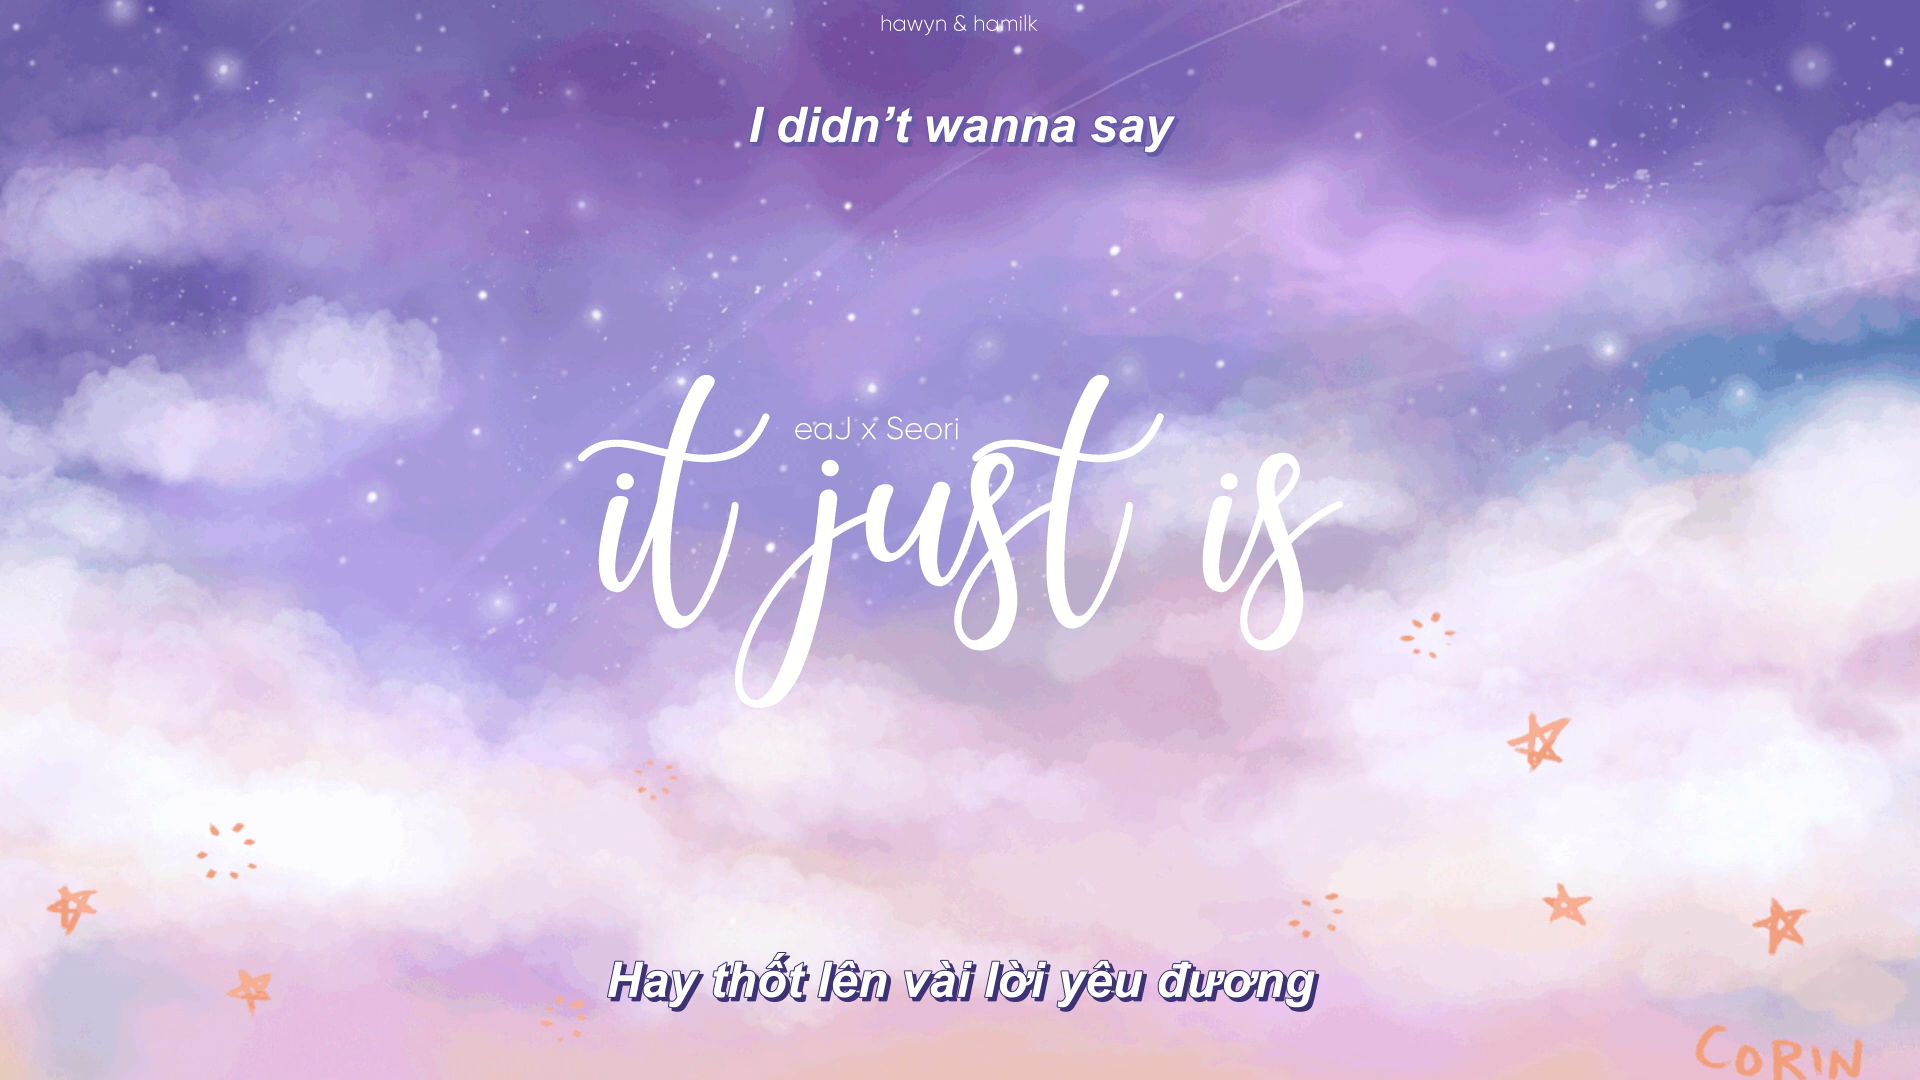 hawyn & hamilk
I didn’t wanna say
eaJ x Seori
it just is
Hay thốt lên vài lời yêu đương
CORIN